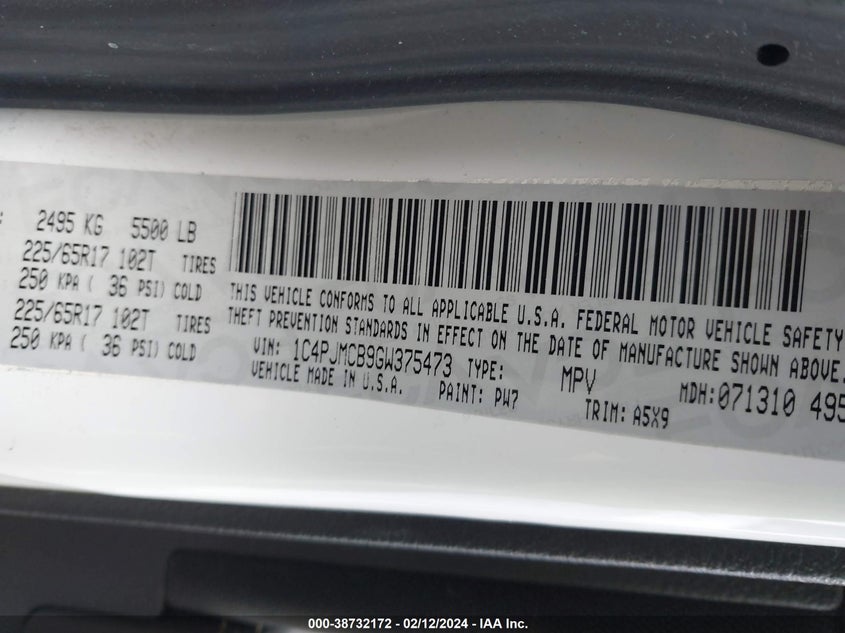 2495 KG 5500 LB
225/65R17 102T TIRES
250 KPA ( 36 PSI) COLD
225/65R17 102T TIRES
250 KPA ( 36 PSI) COLD
THIS VEHICLE CONFORMS TO ALL APPLICABLE U.S.A. FEDERAL MOTOR VEHICLE SAFETY
THEFT PREVENTION STANDARDS IN EFFECT ON THE DATE OF MANUFACTURE SHOWN ABOVE.
VIN: 1C4PJMCB9GW375473 TYPE: MPV MDH:071310 495
VEHICLE MADE IN U.S.A. PAINT: PW7 TRIM: A5X9
000-38732172 - 02/12/2024 - IAA Inc.